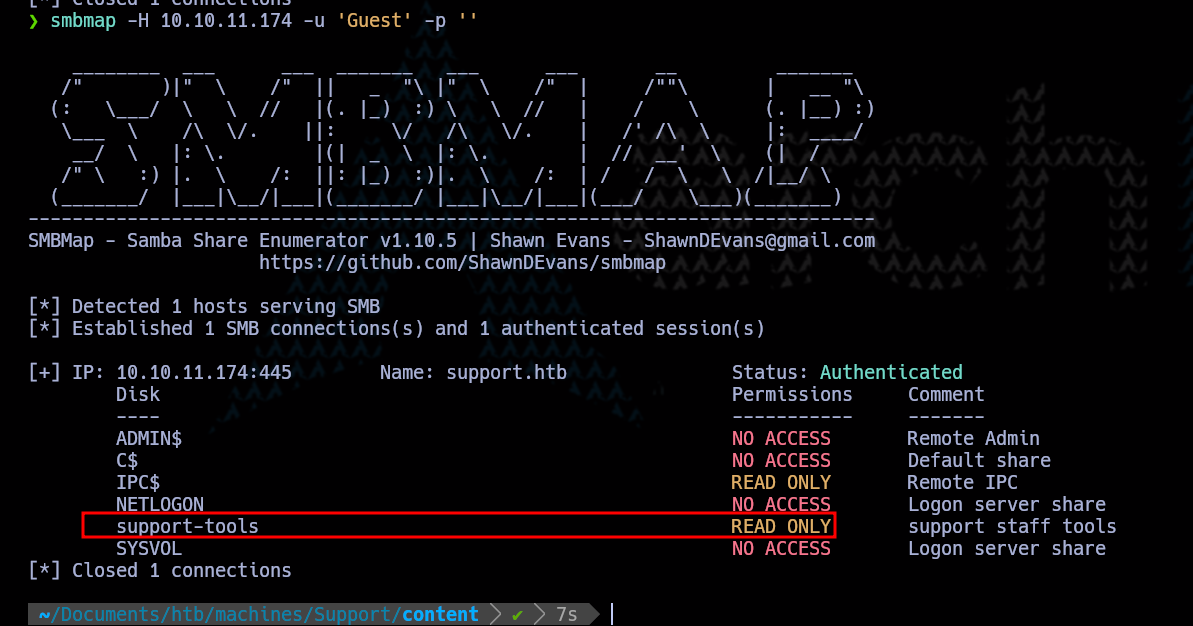 [*] Closed 1 connections
❯ smbmap -H 10.10.11.174 -u 'Guest' -p ''
SMBMAP
SMBMap - Samba Share Enumerator v1.10.5 | Shawn Evans - ShawnDEvans@gmail.com
https://github.com/ShawnDEvans/smbmap
[*] Detected 1 hosts serving SMB
[*] Established 1 SMB connections(s) and 1 authenticated session(s)
[+] IP: 10.10.11.174:445 Name: support.htb Status: Authenticated
Disk Permissions Comment
---- ----------- -------
ADMIN$ NO ACCESS Remote Admin
C$ NO ACCESS Default share
IPC$ READ ONLY Remote IPC
NETLOGON NO ACCESS Logon server share
support-tools READ ONLY support staff tools
SYSVOL NO ACCESS Logon server share
[*] Closed 1 connections
~/Documents/htb/machines/Support/content ✔ 7s